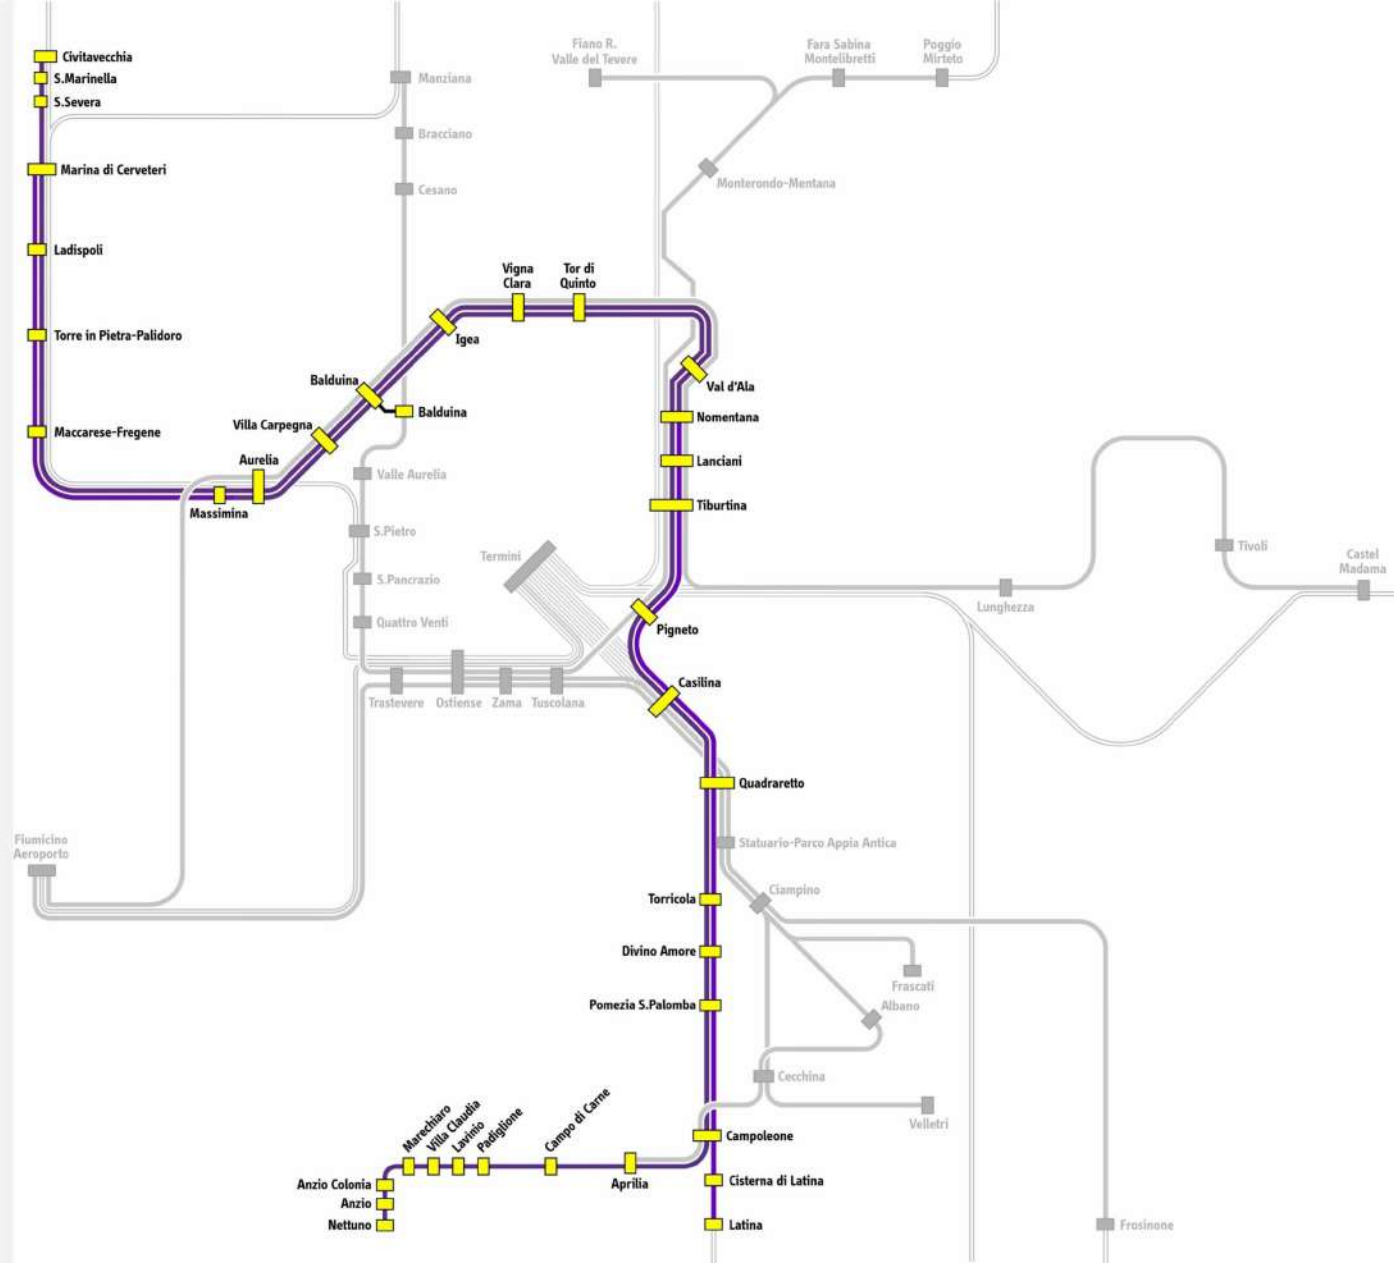 Civitavecchia
S.Marinella
S.Severa
Marina di Cerveteri
Ladispoli
Torre in Pietra-Palidoro
Maccarese-Fregene
Massimina
Aurelia
Villa Carpegna
Balduina
Balduina
Igea
Vigna
Clara
Tor di
Quinto
Val d'Ala
Nomentana
Lanciani
Tiburtina
Pigneto
Casilina
Quadraretto
Torricola
Divino Amore
Pomezia S.Palomba
Campoleone
Cisterna di Latina
Latina
Aprilia
Campo di Carne
Padiglione
Lavinio
Villa Claudia
Marechiaro
Anzio Colonia
Anzio
Nettuno
Manziana
Bracciano
Cesano
Valle Aurelia
S.Pietro
S.Pancrazio
Quattro Venti
Trastevere
Ostiense
Zama
Tuscolana
Termini
Fiumicino
Aeroporto
Fiano R.
Valle del Tevere
Fara Sabina
Montelibretti
Poggio
Mirteto
Monterondo-Mentana
Lunghezza
Tivoli
Castel
Madama
Statuario-Parco Appia Antica
Ciampino
Frascati
Albano
Cecchina
Velletri
Frosinone